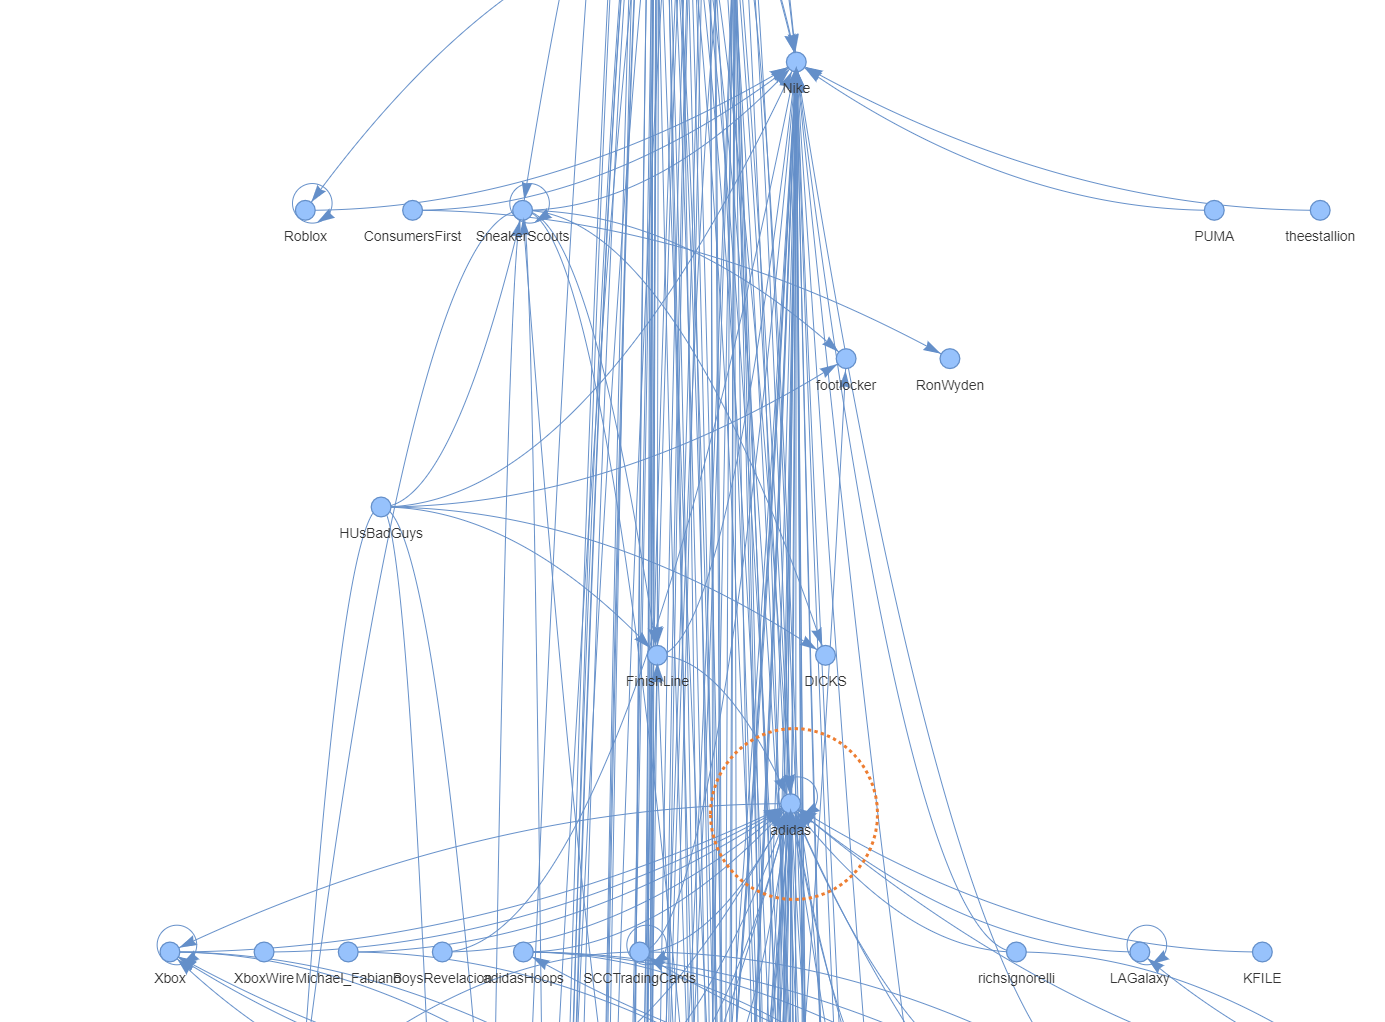 Nike
Roblox
ConsumersFirst
SneakerScouts
PUMA
theestallion
footlocker
RonWyden
HUsBadGuys
FinishLine
DICKS
adidas
Xbox
XboxWire
Michael_Fabiano
BoysRevelacion
adidasHoops
SCCTradingCards
richsignorelli
LAGalaxy
KFILE